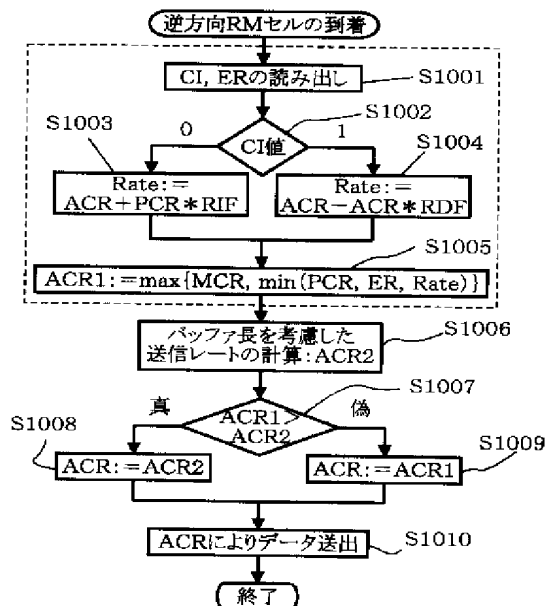 逆方向RMセルの到着
CI, ERの読み出し
S1001
S1002
S1003
0
CI値
1
S1004
Rate:=
ACR+PCR*RIF
Rate:=
ACR−ACR*RDF
S1005
ACR1:=max{MCR, min(PCR, ER, Rate)}
バッファ長を考慮した
送信レートの計算:ACR2
S1006
S1007
真
ACR1>
ACR2
偽
S1008
ACR:=ACR2
ACR:=ACR1
S1009
ACRによりデータ送出
S1010
終了